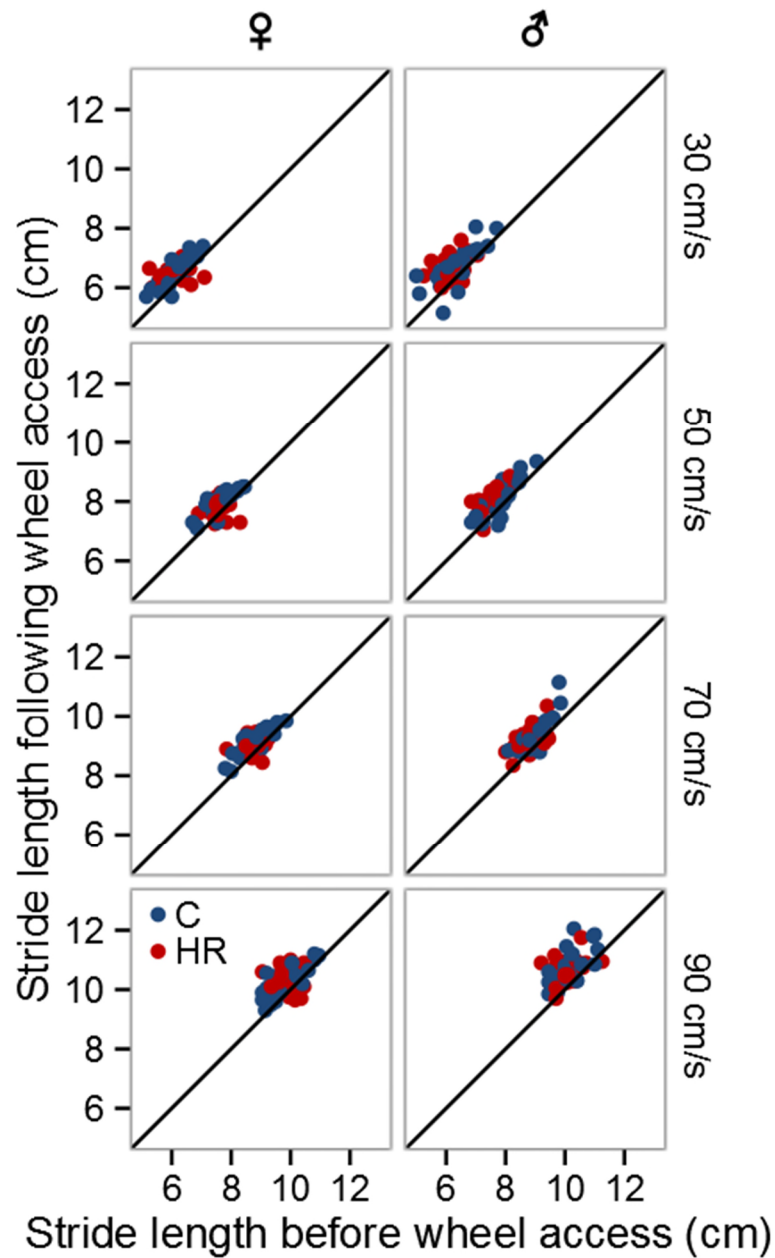 ♀ ♂
12
10
8
6
30 cm/s
12
10
8
6
50 cm/s
12
10
8
6
70 cm/s
C
HR
12
10
8
6
90 cm/s
6 8 10 12 6 8 10 12
Stride length following wheel access (cm)
Stride length before wheel access (cm)